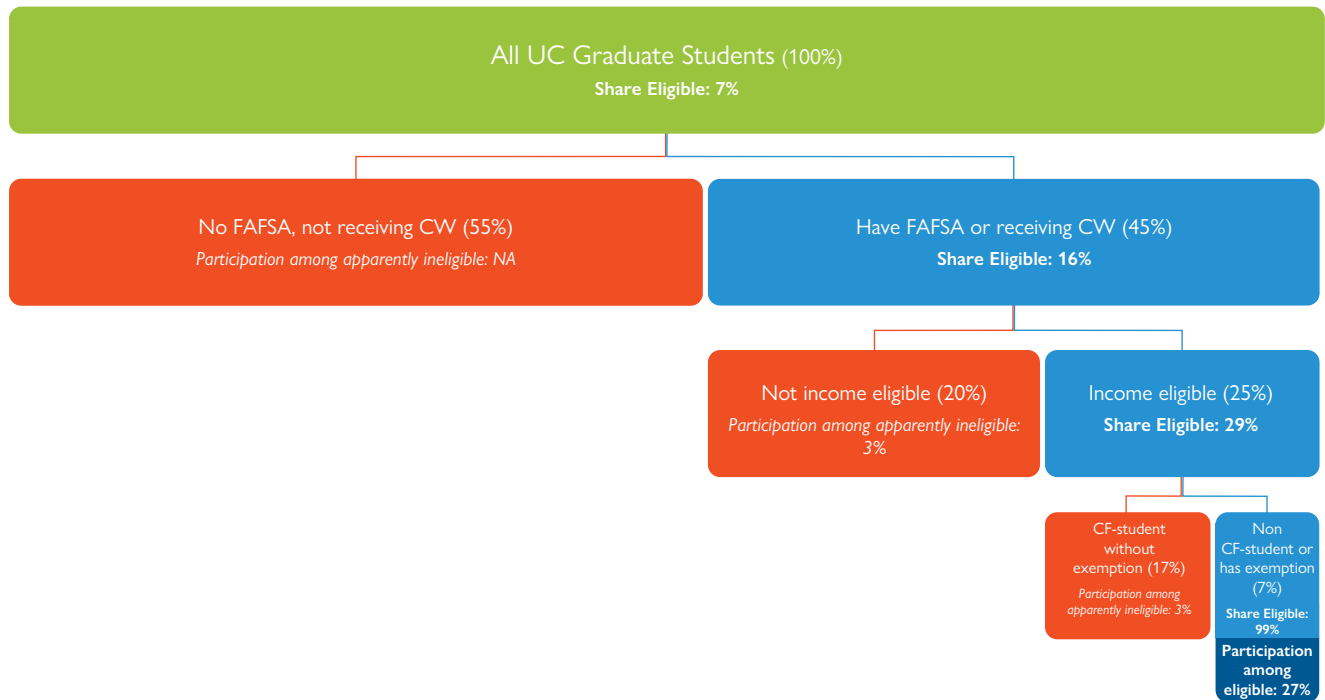 All UC Graduate Students (100%)
Share Eligible: 7%
No FAFSA, not receiving CW (55%)
Participation among apparently ineligible: NA
Have FAFSA or receiving CW (45%)
Share Eligible: 16%
Not income eligible (20%)
Participation among apparently ineligible:
3%
Income eligible (25%)
Share Eligible: 29%
CF-student
without
exemption (17%)
Participation among
apparently ineligible: 3%
Non
CF-student or
has exemption
(7%)
Share Eligible:
99%
Participation
among
eligible: 27%